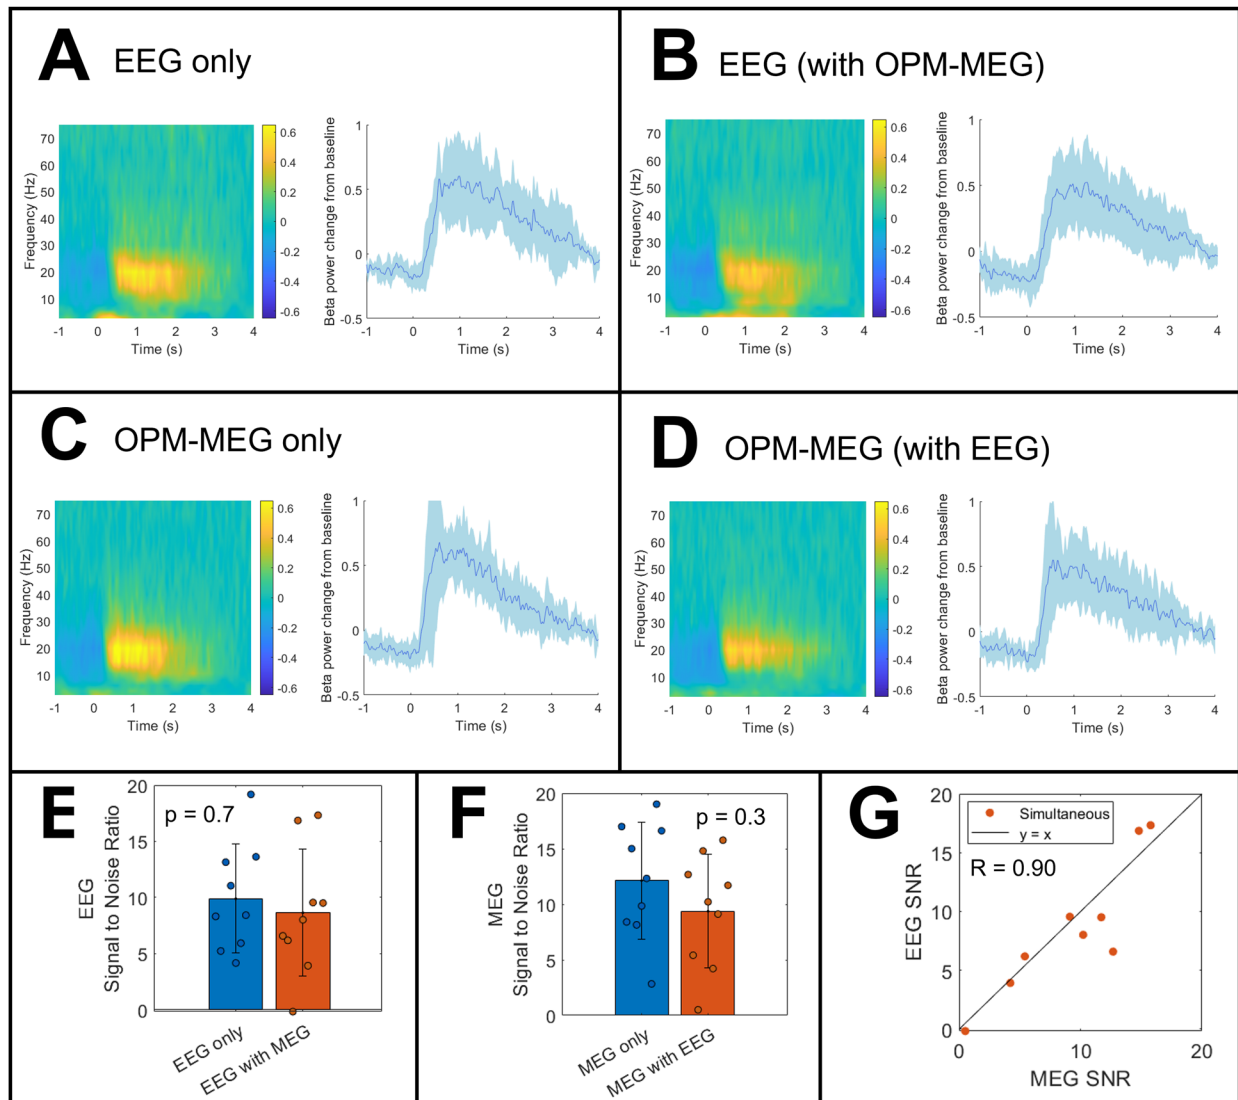 A EEG only
70
60
50
40
30
20
10
Frequency (Hz)
-1 0 1 2 3 4
Time (s)
0.6
0.4
0.2
0
-0.2
-0.4
-0.6
Beta power change from baseline
1
0.5
0
-0.5
-1 0 1 2 3 4
Time (s)
B EEG (with OPM-MEG)
70
60
50
40
30
20
10
Frequency (Hz)
-1 0 1 2 3 4
Time (s)
0.6
0.4
0.2
0
-0.2
-0.4
-0.6
Beta power change from baseline
1
0.5
0
-0.5
-1 0 1 2 3 4
Time (s)
C OPM-MEG only
70
60
50
40
30
20
10
Frequency (Hz)
-1 0 1 2 3 4
Time (s)
0.6
0.4
0.2
0
-0.2
-0.4
-0.6
Beta power change from baseline
1
0.5
0
-0.5
-1 0 1 2 3 4
Time (s)
D OPM-MEG (with EEG)
70
60
50
40
30
20
10
Frequency (Hz)
-1 0 1 2 3 4
Time (s)
0.6
0.4
0.2
0
-0.2
-0.4
-0.6
Beta power change from baseline
1
0.5
0
-0.5
-1 0 1 2 3 4
Time (s)
E
EEG
Signal to Noise Ratio
20
15
10
5
0
p = 0.7
EEG only
EEG with MEG
F
MEG
Signal to Noise Ratio
20
15
10
5
0
p = 0.3
MEG only
MEG with EEG
G
EEG SNR
20
15
10
5
0
Simultaneous
y = x
R = 0.90
0 10 20
MEG SNR